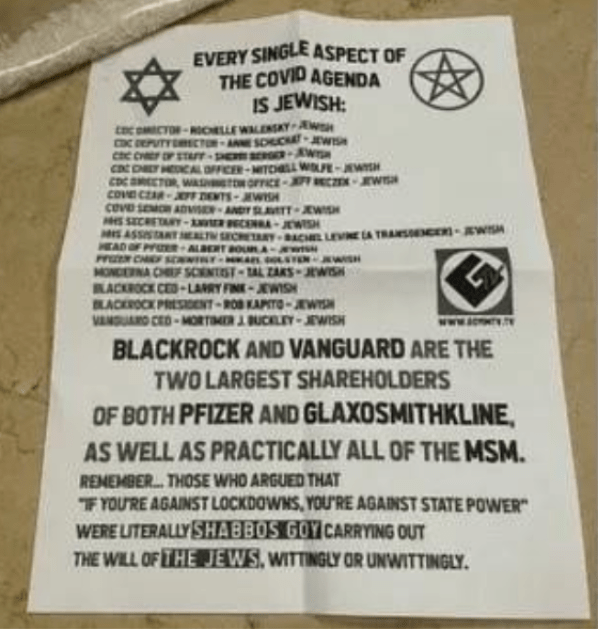 EVERY SINGLE ASPECT OF
THE COVID AGENDA
IS JEWISH:
CDC DIRECTOR - ROCHELLE WALENSKY - JEWISH
CDC DEPUTY DIRECTOR - ANNE SCHUCHAT - JEWISH
CDC CHIEF OF STAFF - SHERRI BERGER - JEWISH
CDC CHIEF MEDICAL OFFICER - MITCHELL WOLFE - JEWISH
CDC DIRECTOR, WASHINGTON OFFICE - JEFF RECZEK - JEWISH
COVID CZAR - JEFF ZIENTS - JEWISH
COVID SENIOR ADVISER - ANDY SLAVITT - JEWISH
HHS SECRETARY - XAVIER BECERRA - JEWISH
HHS ASSISTANT HEALTH SECRETARY - RACHEL LEVINE (A TRANSGENDER) - JEWISH
HEAD OF PFIZER - ALBERT BOURLA - JEWISH
PFIZER CHIEF SCIENTIST - MIKAEL DOLSTEN - JEWISH
MONDERNA CHIEF SCIENTIST - TAL ZAKS - JEWISH
BLACKROCK CEO - LARRY FINK - JEWISH
BLACKROCK PRESIDENT - ROB KAPITO - JEWISH
VANGUARD CEO - MORTIMER J. BUCKLEY - JEWISH
WWW.GOYIMTV.TV
BLACKROCK AND VANGUARD ARE THE
TWO LARGEST SHAREHOLDERS
OF BOTH PFIZER AND GLAXOSMITHKLINE,
AS WELL AS PRACTICALLY ALL OF THE MSM.
REMEMBER... THOSE WHO ARGUED THAT
"IF YOU'RE AGAINST LOCKDOWNS, YOU'RE AGAINST STATE POWER"
WERE LITERALLY SHABBOS GOY CARRYING OUT
THE WILL OF THE JEWS, WITTINGLY OR UNWITTINGLY.